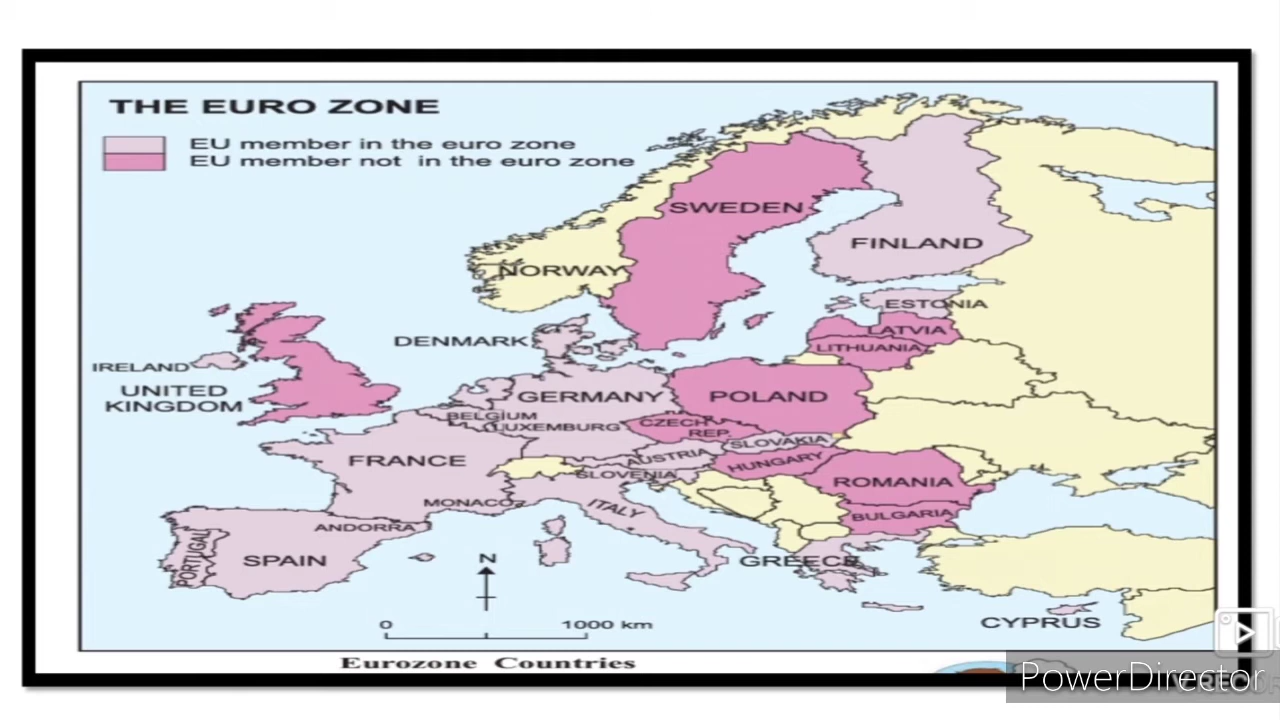 THE EURO ZONE
EU member in the euro zone
EU member not in the euro zone
SWEDEN
FINLAND
NORWAY
ESTONIA
LATVIA
LITHUANIA
DENMARK
IRELAND
UNITED
KINGDOM
GERMANY
POLAND
BELGIUM
LUXEMBURG
CZECH
REP.
SLOVAKIA
FRANCE
AUSTRIA
HUNGARY
SLOVENIA
ROMANIA
MONACO
ITALY
BULGARIA
ANDORRA
PORTUGAL
SPAIN
GREECE
N
CYPRUS
0 1000 km
Eurozone Countries
PowerDirector